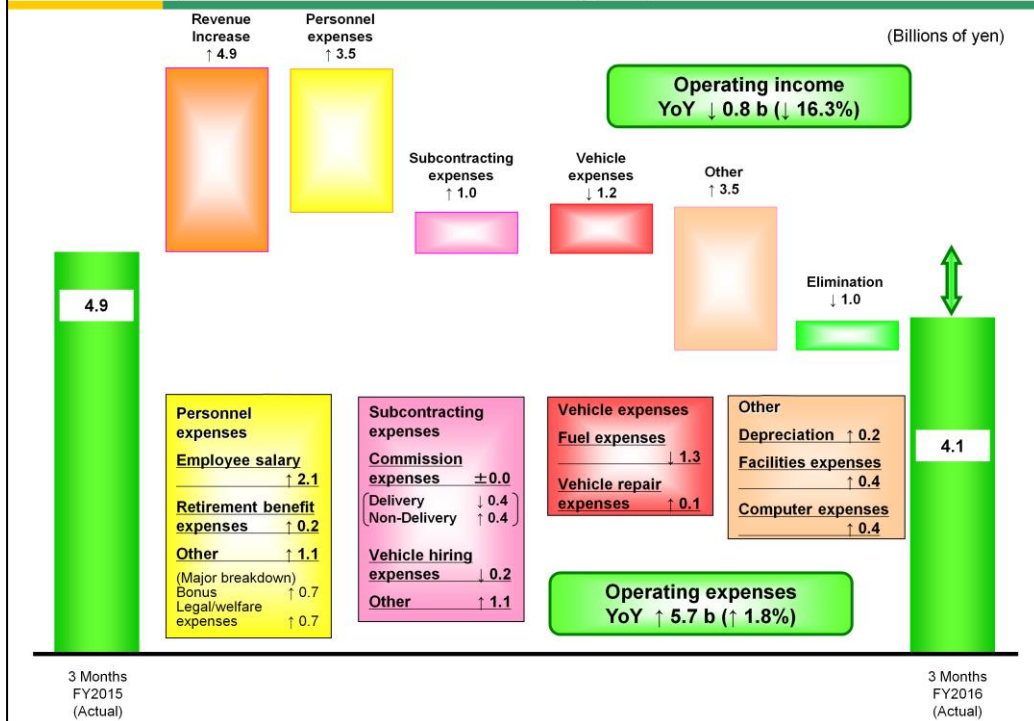 (Billions of yen)
Revenue
Increase
↑ 4.9
Personnel
expenses
↑ 3.5
Subcontracting
expenses
↑ 1.0
Vehicle
expenses
↓ 1.2
Other
↑ 3.5
Elimination
↓ 1.0
Operating income
YoY ↓ 0.8 b (↓ 16.3%)
4.9
4.1
Personnel
expenses
Employee salary
↑ 2.1
Retirement benefit
expenses ↑ 0.2
Other ↑ 1.1
(Major breakdown)
Bonus ↑ 0.7
Legal/welfare
expenses ↑ 0.7
Subcontracting
expenses
Commission
expenses ±0.0
(Delivery ↓ 0.4
Non-Delivery ↑ 0.4)
Vehicle hiring
expenses ↓ 0.2
Other ↑ 1.1
Vehicle expenses
Fuel expenses
↓ 1.3
Vehicle repair
expenses ↑ 0.1
Other
Depreciation ↑ 0.2
Facilities expenses
↑ 0.4
Computer expenses
↑ 0.4
Operating expenses
YoY ↑ 5.7 b (↑ 1.8%)
3 Months
FY2015
(Actual)
3 Months
FY2016
(Actual)